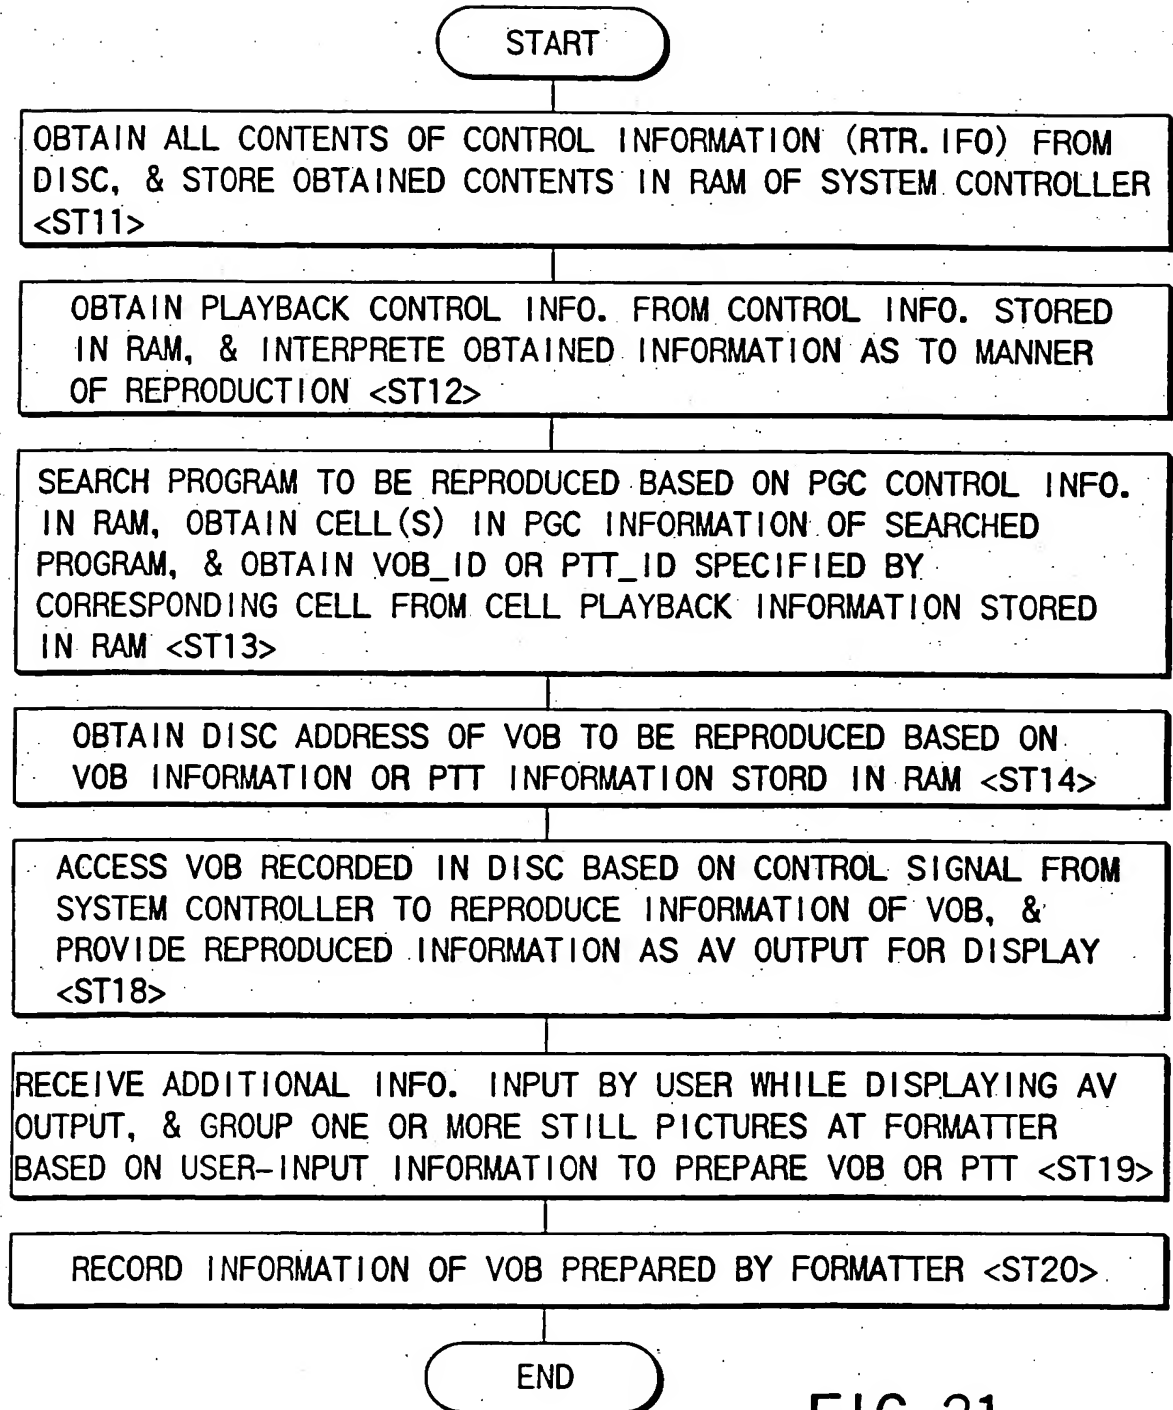 START
OBTAIN ALL CONTENTS OF CONTROL INFORMATION (RTR.IFO) FROM
DISC, & STORE OBTAINED CONTENTS IN RAM OF SYSTEM CONTROLLER
<ST11>
OBTAIN PLAYBACK CONTROL INFO. FROM CONTROL INFO. STORED
IN RAM, & INTERPRETE OBTAINED INFORMATION AS TO MANNER
OF REPRODUCTION <ST12>
SEARCH PROGRAM TO BE REPRODUCED BASED ON PGC CONTROL INFO.
IN RAM, OBTAIN CELL(S) IN PGC INFORMATION OF SEARCHED
PROGRAM, & OBTAIN VOB_ID OR PTT_ID SPECIFIED BY
CORRESPONDING CELL FROM CELL PLAYBACK INFORMATION STORED
IN RAM <ST13>
OBTAIN DISC ADDRESS OF VOB TO BE REPRODUCED BASED ON
VOB INFORMATION OR PTT INFORMATION STORD IN RAM <ST14>
ACCESS VOB RECORDED IN DISC BASED ON CONTROL SIGNAL FROM
SYSTEM CONTROLLER TO REPRODUCE INFORMATION OF VOB, &
PROVIDE REPRODUCED INFORMATION AS AV OUTPUT FOR DISPLAY
<ST18>
RECEIVE ADDITIONAL INFO. INPUT BY USER WHILE DISPLAYING AV
OUTPUT, & GROUP ONE OR MORE STILL PICTURES AT FORMATTER
BASED ON USER-INPUT INFORMATION TO PREPARE VOB OR PTT <ST19>
RECORD INFORMATION OF VOB PREPARED BY FORMATTER <ST20>
END
FIG. 21